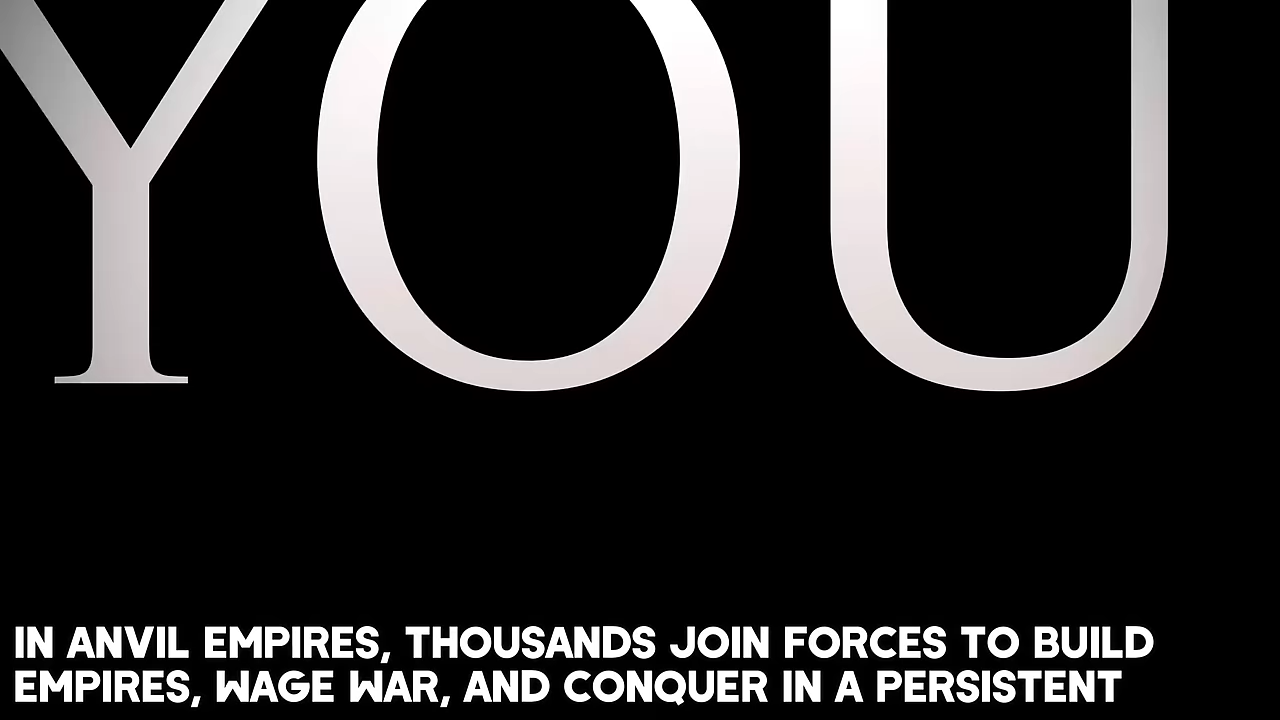 YOU
IN ANVIL EMPIRES, THOUSANDS JOIN FORCES TO BUILD
EMPIRES, WAGE WAR, AND CONQUER IN A PERSISTENT